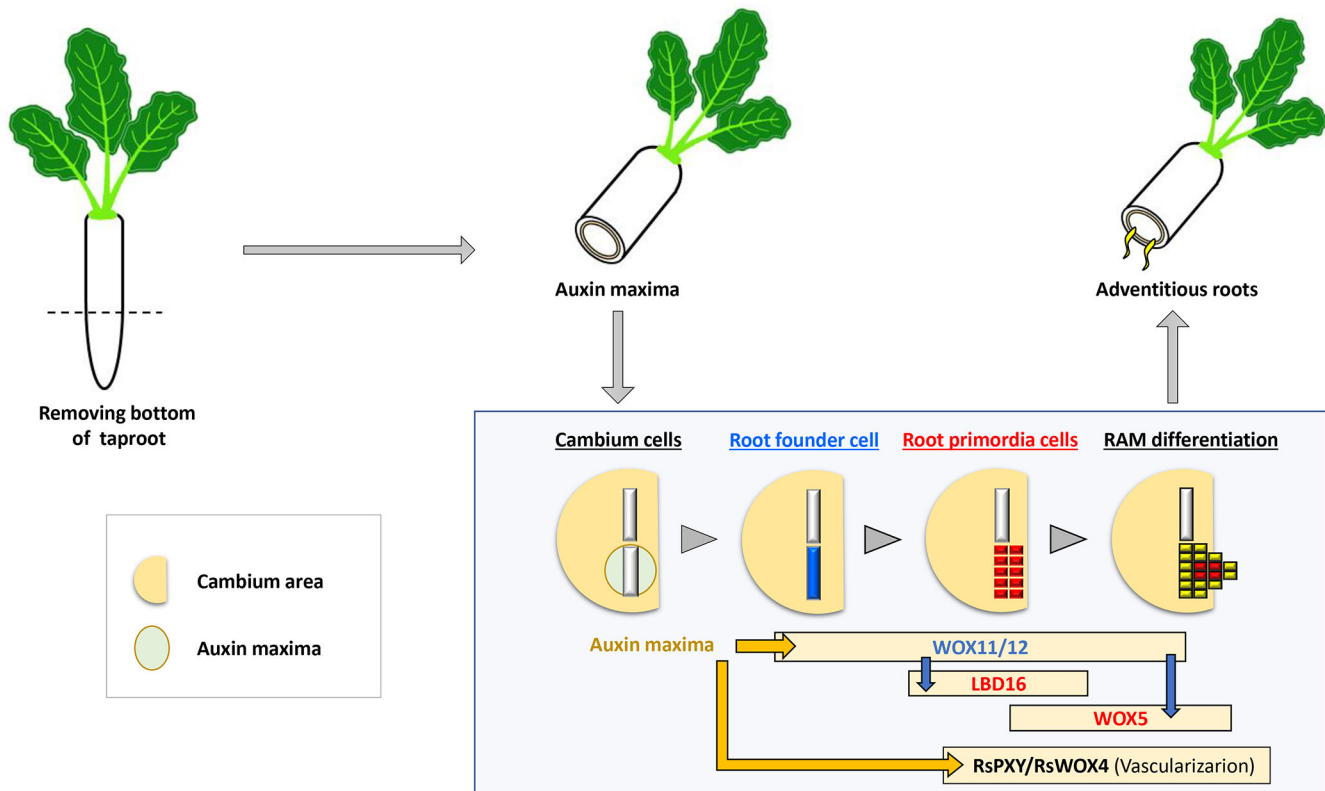 Removing bottom
of taproot
Auxin maxima
Adventitious roots
Cambium cells
Root founder cell
Root primordia cells
RAM differentiation
Cambium area
Auxin maxima
Auxin maxima
WOX11/12
LBD16
WOX5
RsPXY/RsWOX4 (Vascularizarion)